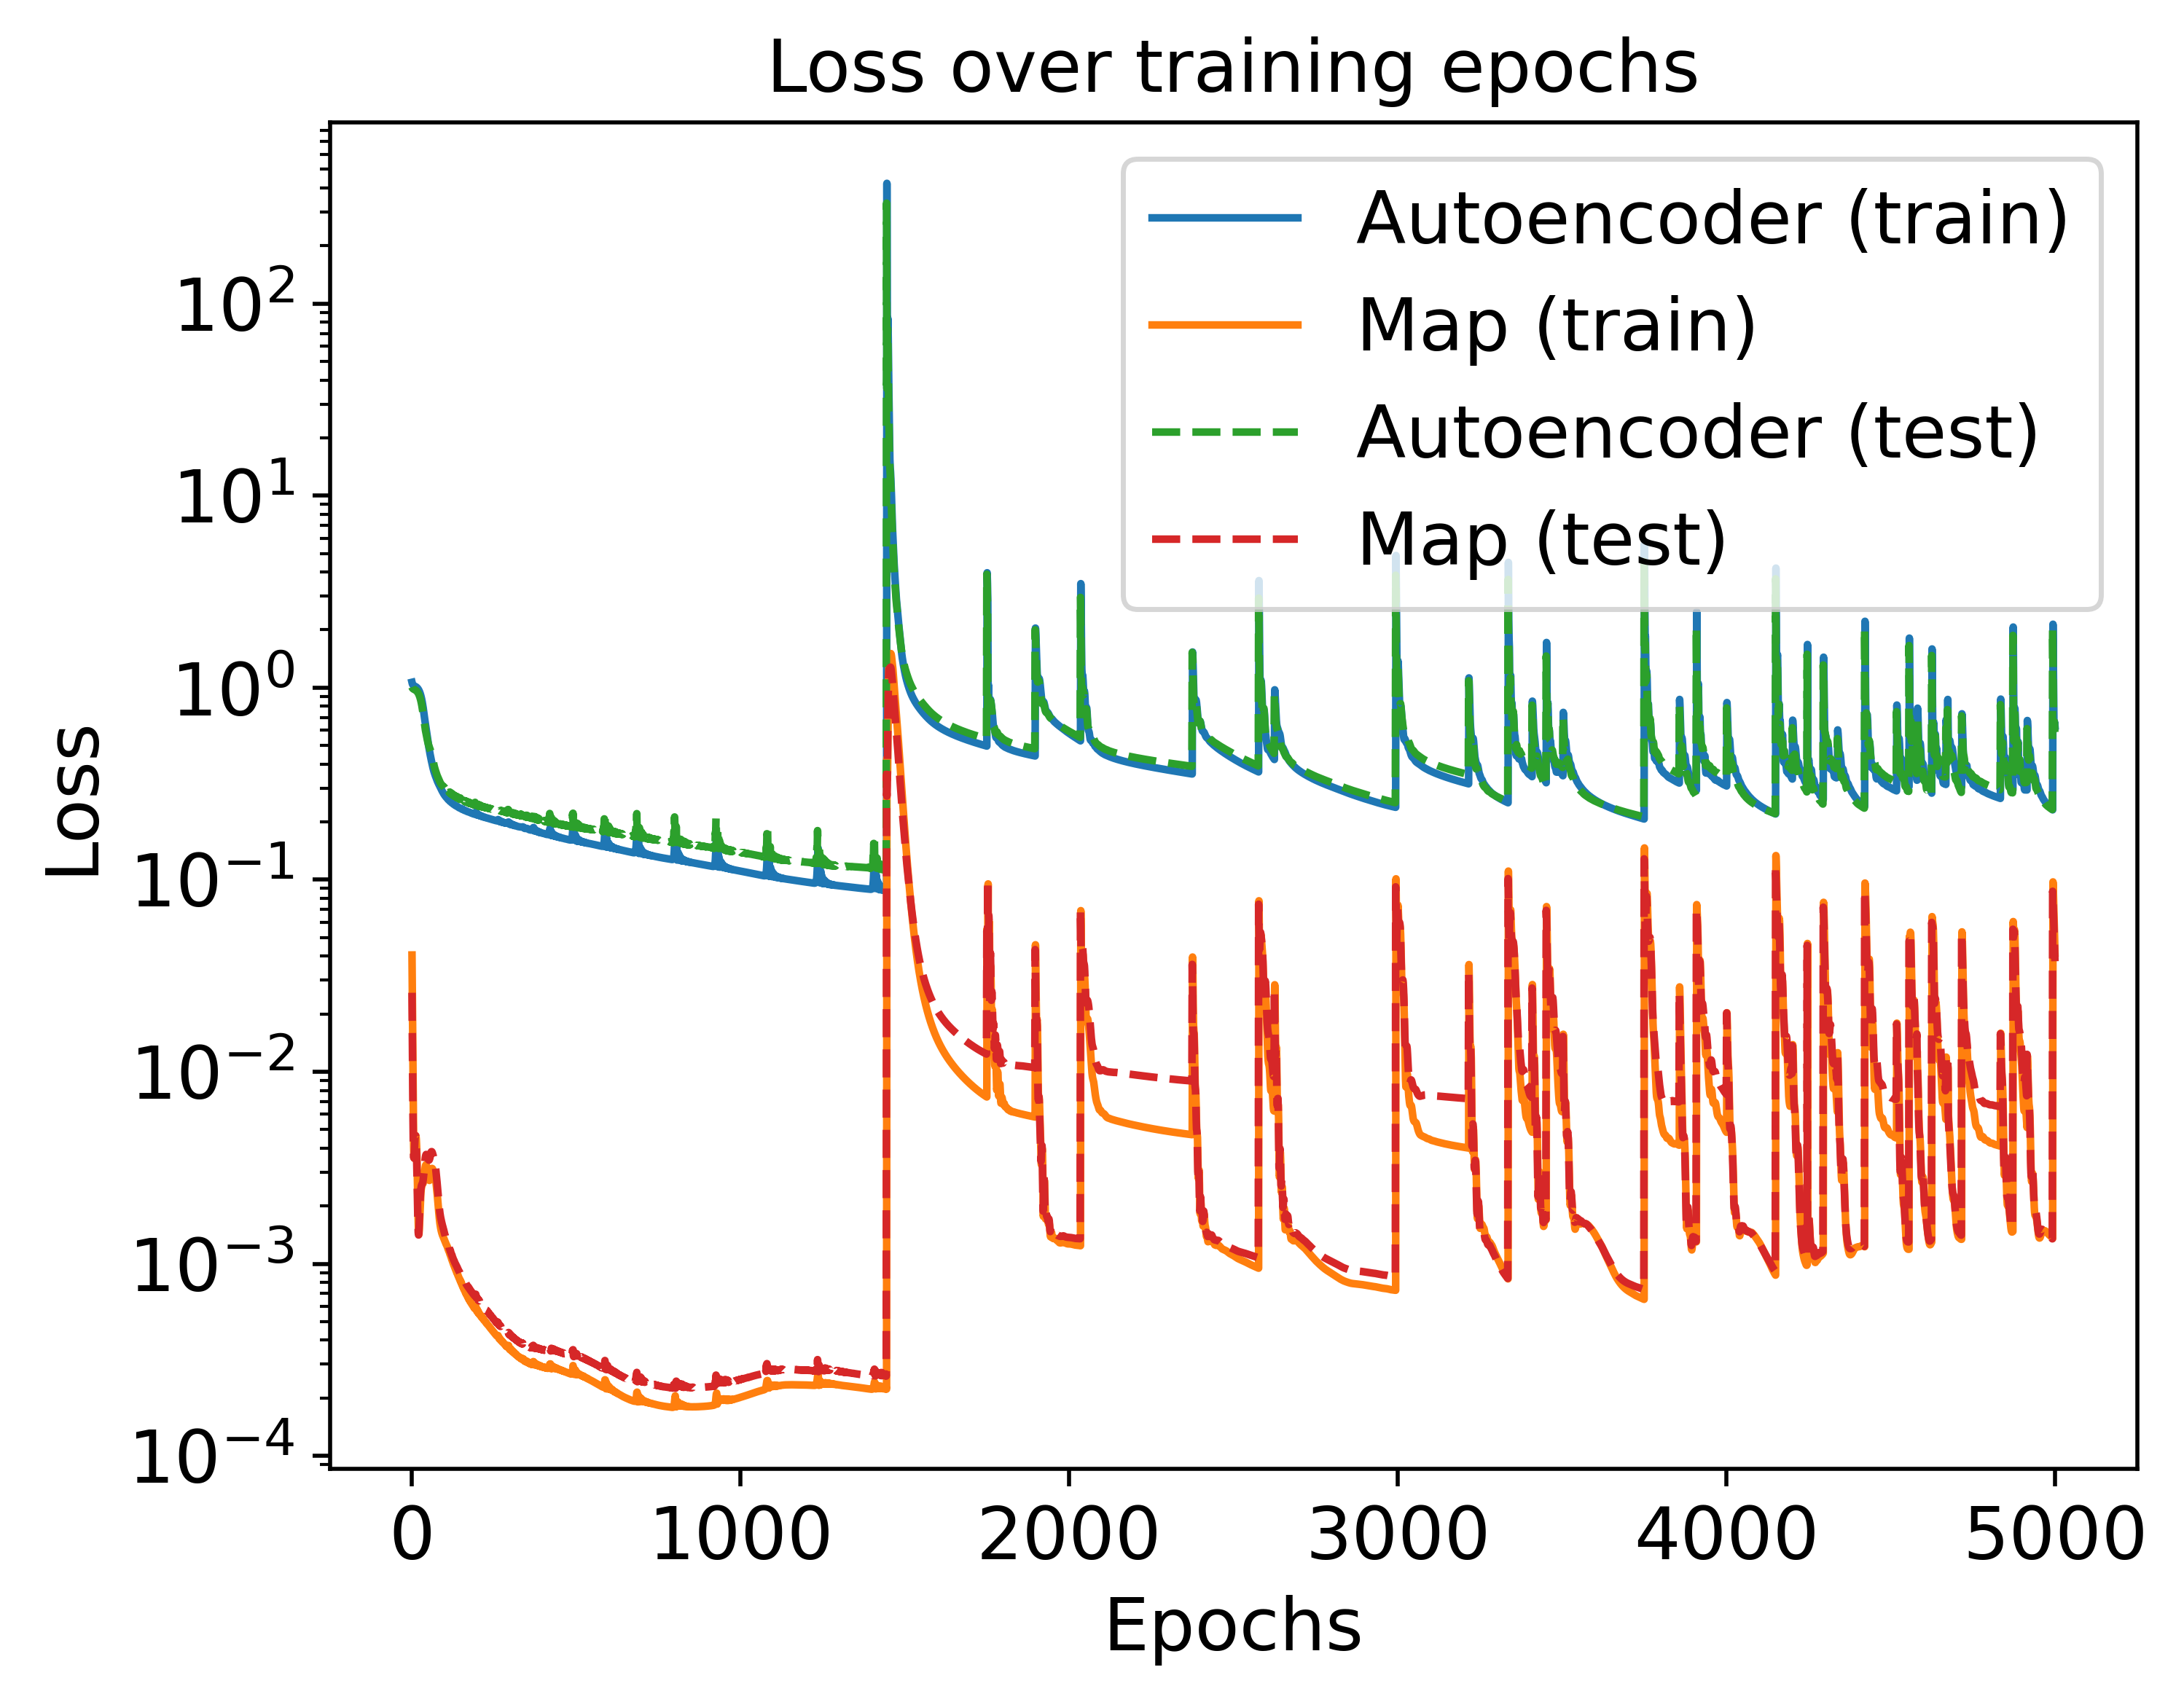 Loss over training epochs
Autoencoder (train)
Map (train)
Autoencoder (test)
Map (test)
Loss
10²
10¹
10⁰
10⁻¹
10⁻²
10⁻³
10⁻⁴
0 1000 2000 3000 4000 5000
Epochs